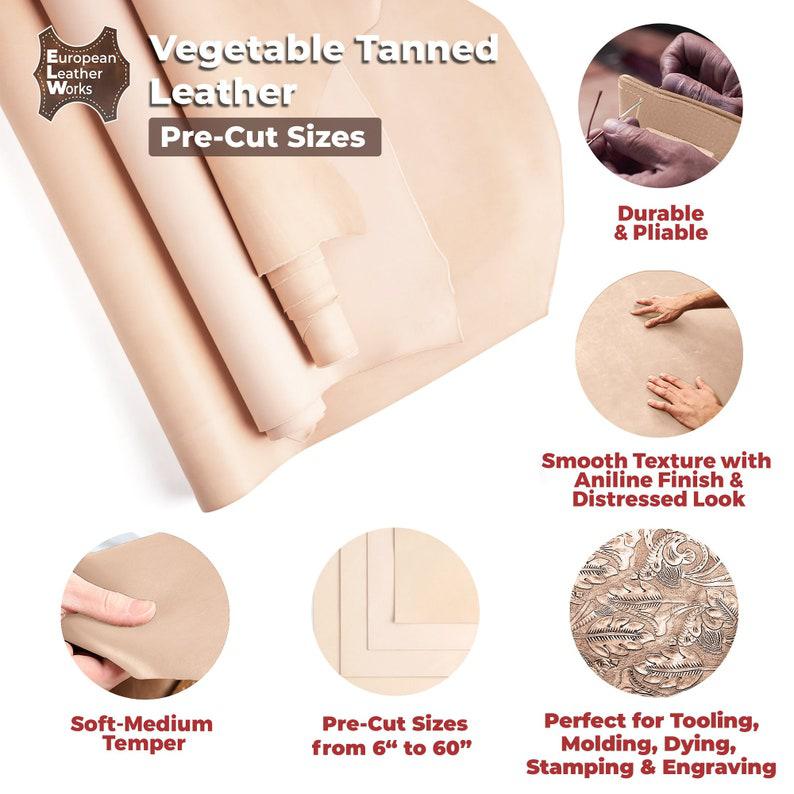 European
Leather
Works
Vegetable Tanned
Leather
Pre-Cut Sizes
Durable
& Pliable
Smooth Texture with
Aniline Finish &
Distressed Look
Soft-Medium
Temper
Pre-Cut Sizes
from 6“ to 60”
Perfect for Tooling,
Molding, Dying,
Stamping & Engraving